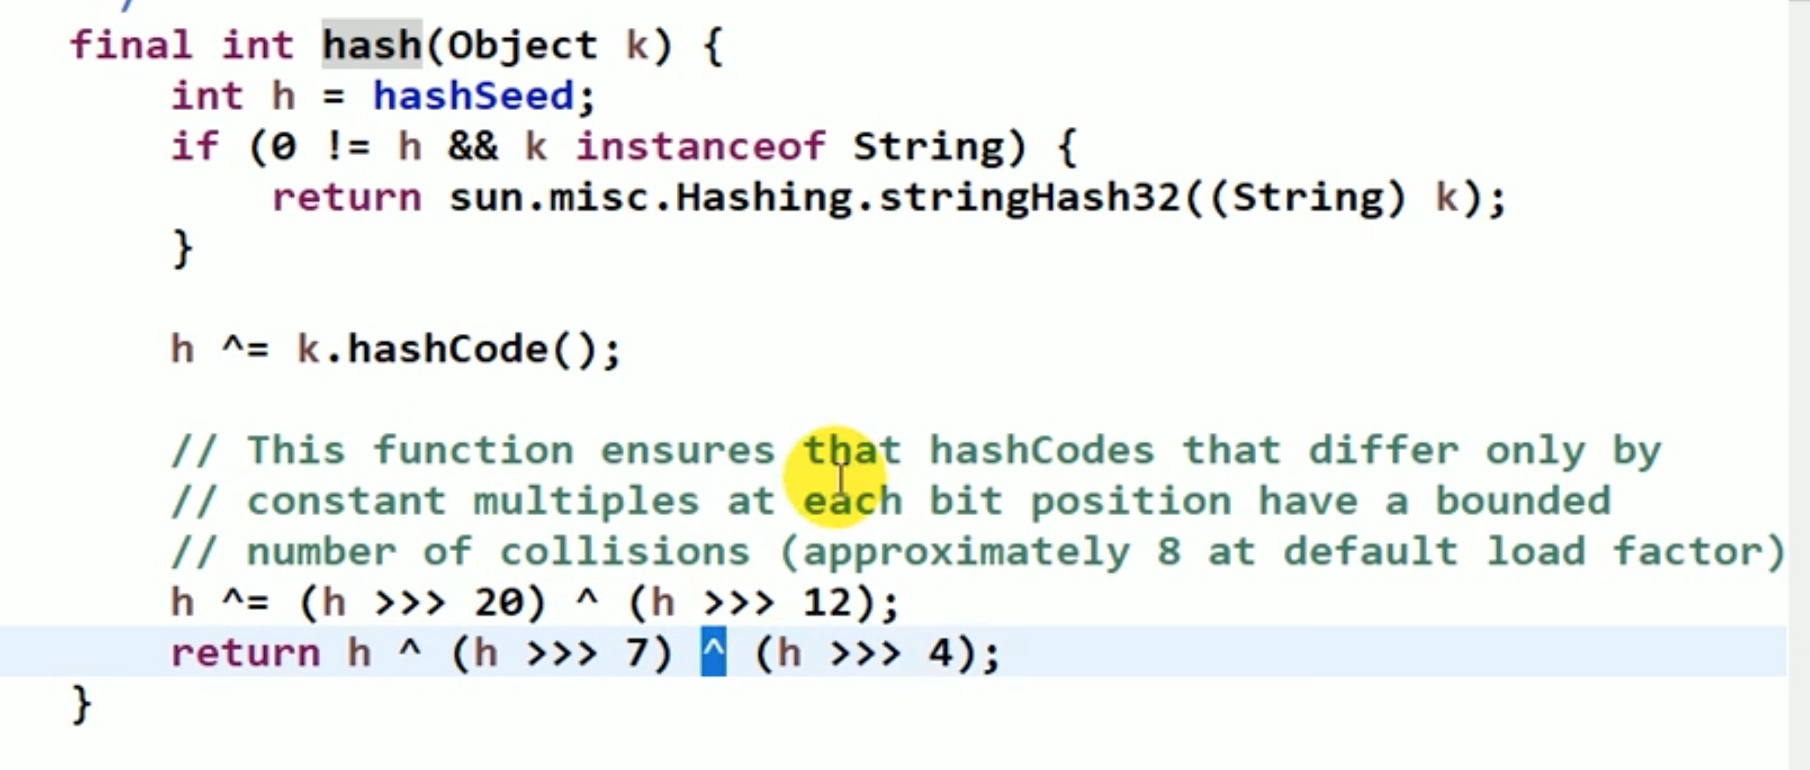 /
final int hash(Object k) {
int h = hashSeed;
if (0 != h && k instanceof String) {
return sun.misc.Hashing.stringHash32((String) k);
}
h ^= k.hashCode();
// This function ensures that hashCodes that differ only by
// constant multiples at each bit position have a bounded
// number of collisions (approximately 8 at default load factor)
h ^= (h >>> 20) ^ (h >>> 12);
return h ^ (h >>> 7) ^ (h >>> 4);
}